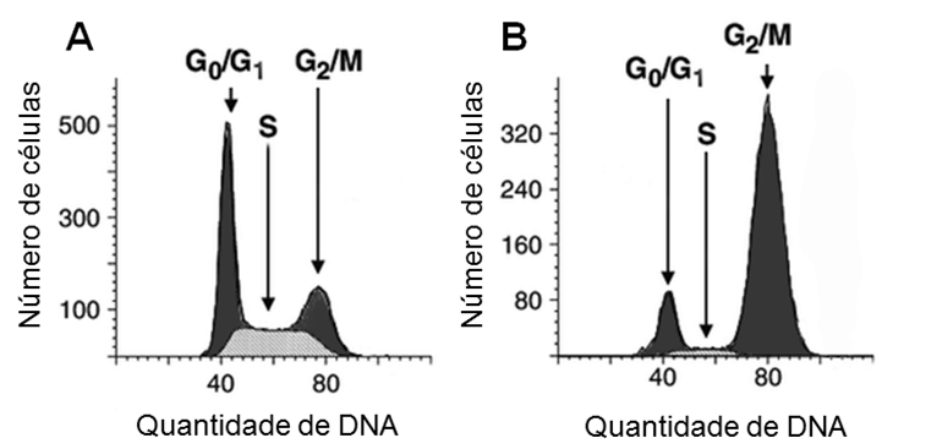 A
G₀/G₁
G₂/M
S
Número de células
500
300
100
40
80
Quantidade de DNA
B
G₀/G₁
G₂/M
S
Número de células
320
240
160
80
40
80
Quantidade de DNA